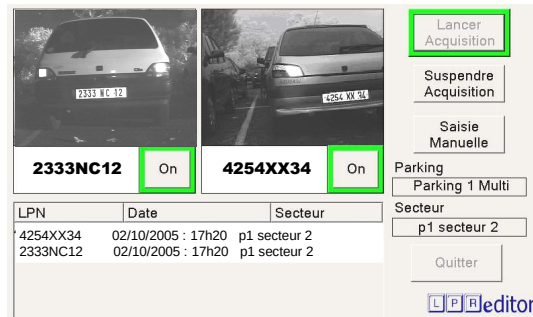 2333 NC 12
4254 XX 34
2333NC12 On 4254XX34 On
LPN Date Secteur
4254XX34 02/10/2005 : 17h20 p1 secteur 2
2333NC12 02/10/2005 : 17h20 p1 secteur 2
Lancer
Acquisition
Suspendre
Acquisition
Saisie
Manuelle
Parking
Parking 1 Multi
Secteur
p1 secteur 2
Quitter
LPReditor